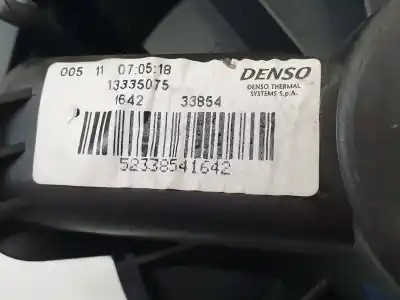 005 11 07:05:18
13335075
1642 33854
DENSO
DENSO THERMAL
SYSTEMS S.p.A.
52338541642